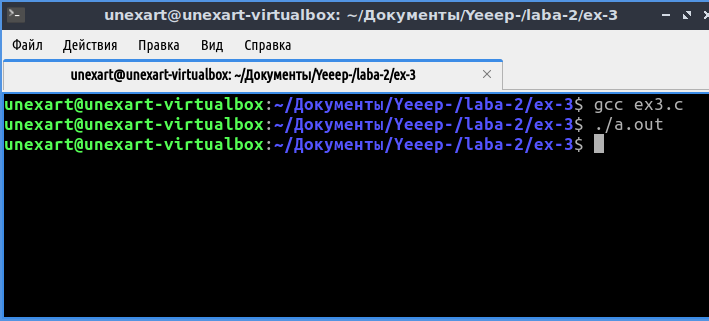 unexart@unexart-virtualbox: ~/Документы/Yeeep-/laba-2/ex-3
Файл Действия Правка Вид Справка
unexart@unexart-virtualbox: ~/Документы/Yeeep-/laba-2/ex-3
unexart@unexart-virtualbox:~/Документы/Yeeep-/laba-2/ex-3$ gcc ex3.c
unexart@unexart-virtualbox:~/Документы/Yeeep-/laba-2/ex-3$ ./a.out
unexart@unexart-virtualbox:~/Документы/Yeeep-/laba-2/ex-3$